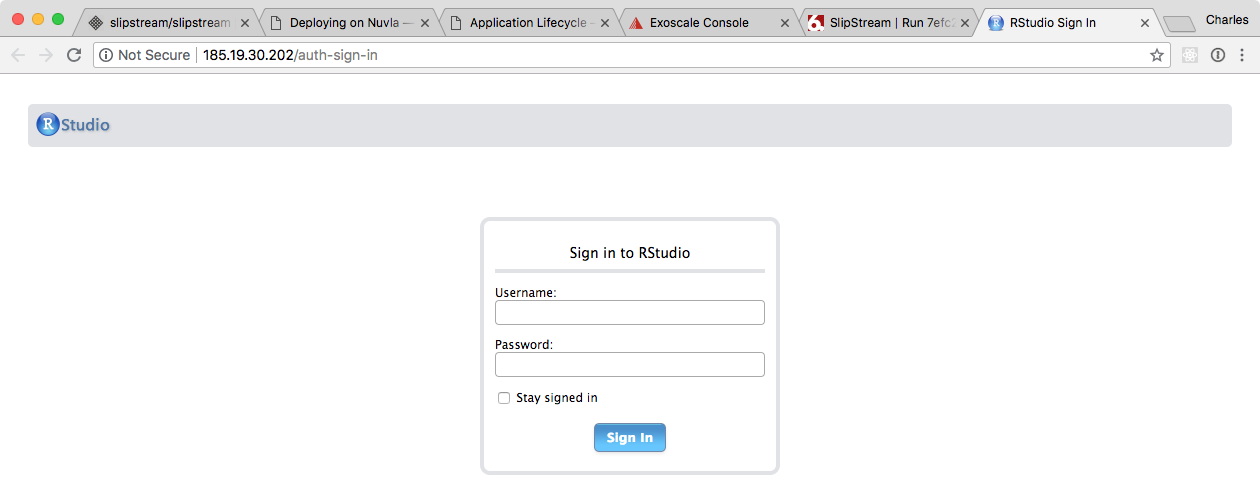 slipstream/slipstream
Deploying on Nuvla —
Application Lifecycle –
Exoscale Console
SlipStream | Run 7efc
RStudio Sign In
Charles
Not Secure
185.19.30.202/auth-sign-in
R Studio
Sign in to RStudio
Username:
Password:
Stay signed in
Sign In